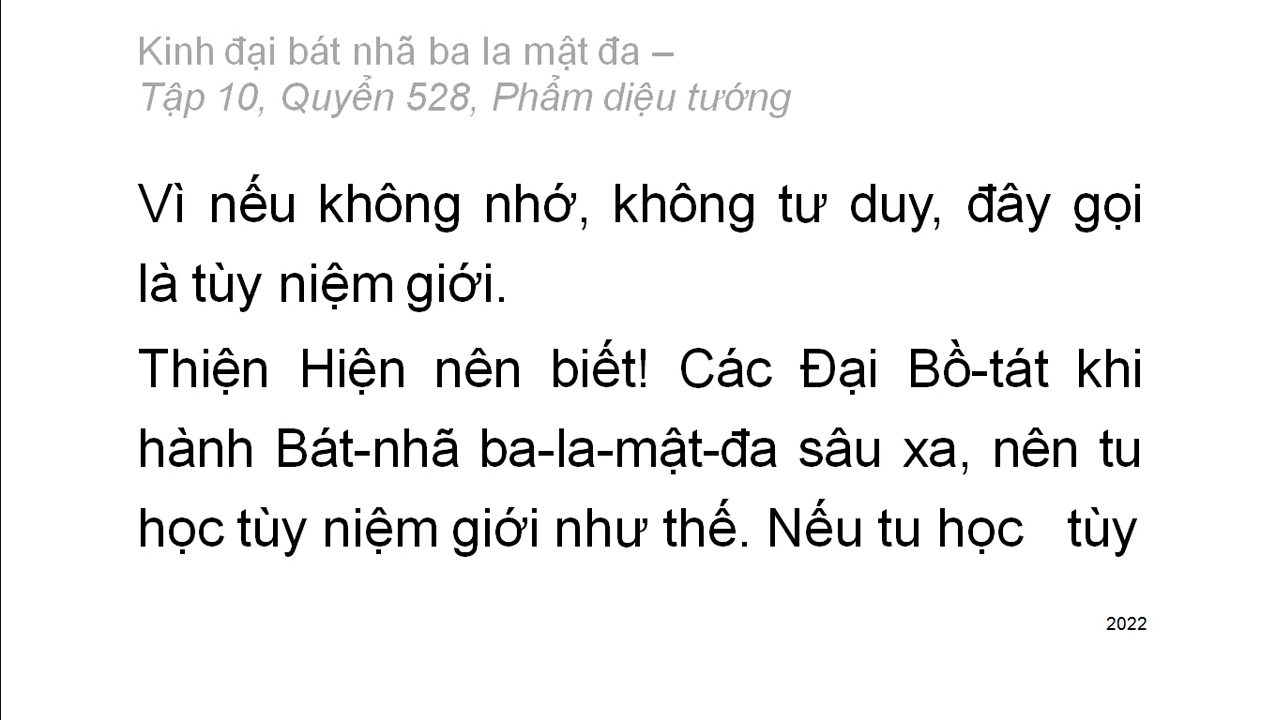 Kinh đại bát nhã ba la mật đa –
Tập 10, Quyển 528, Phẩm diệu tướng
Vì nếu không nhớ, không tư duy, đây gọi
là tùy niệm giới.
Thiện Hiện nên biết! Các Đại Bồ-tát khi
hành Bát-nhã ba-la-mật-đa sâu xa, nên tu
học tùy niệm giới như thế. Nếu tu học tùy
2022